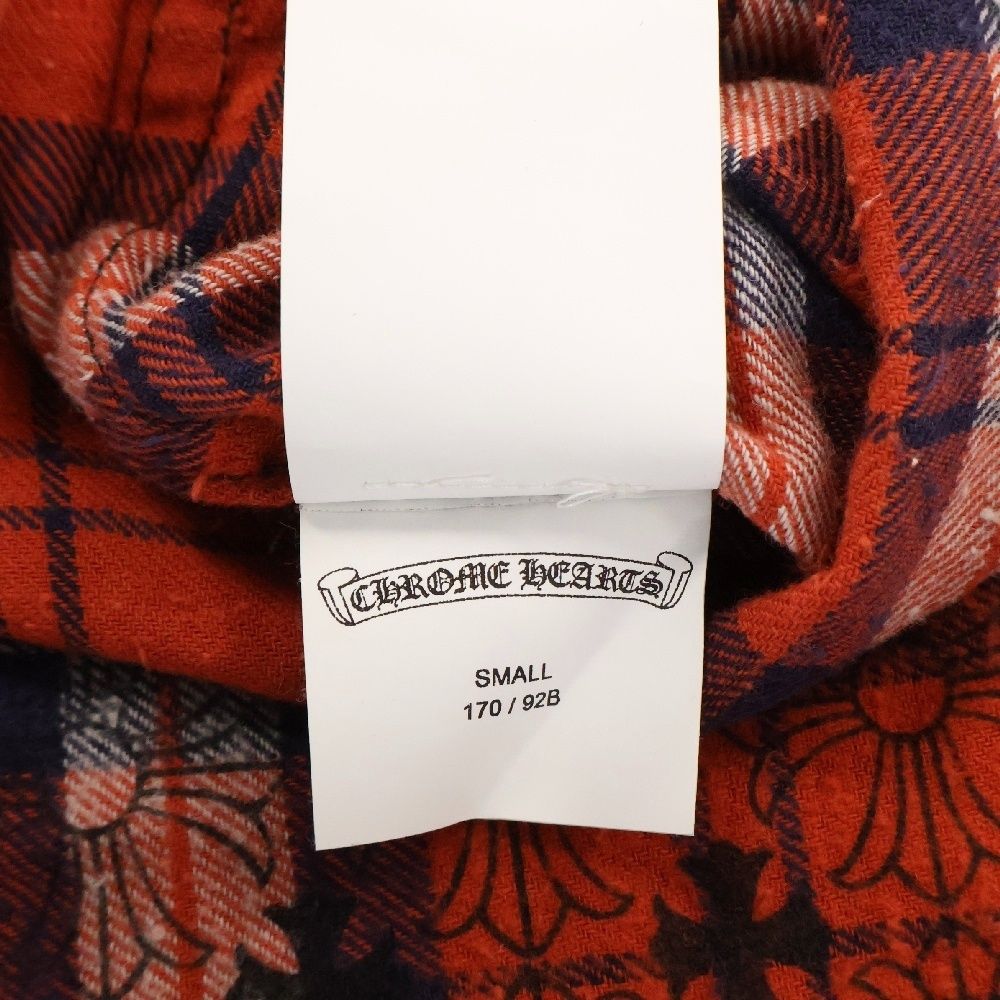 CHROME HEARTS
SMALL
170 / 92B